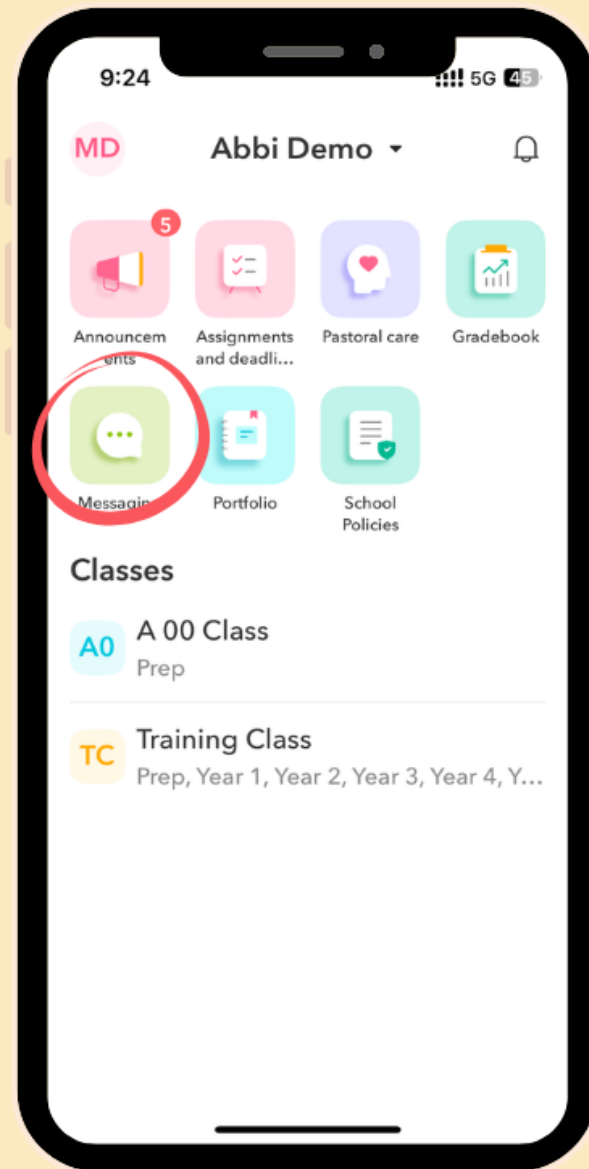 9:24
5G 45
MD
Abbi Demo
5
Announcem
ents
Assignments
and deadli...
Pastoral care
Gradebook
Messagin
Portfolio
School
Policies
Classes
A0
A 00 Class
Prep
TC
Training Class
Prep, Year 1, Year 2, Year 3, Year 4, Y...